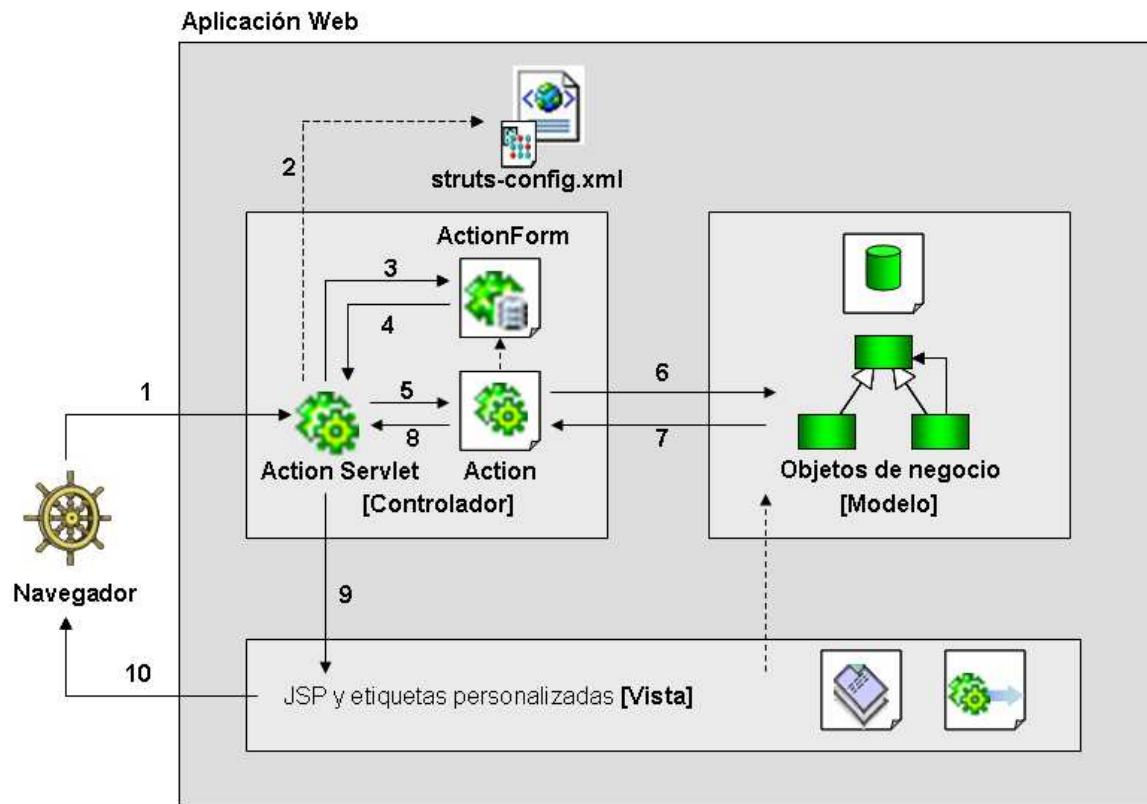 Aplicación Web
2
struts-config.xml
ActionForm
3
4
1
5
6
8
7
Action Servlet
Action
Objetos de negocio
[Controlador]
[Modelo]
Navegador
9
10
JSP y etiquetas personalizadas [Vista]